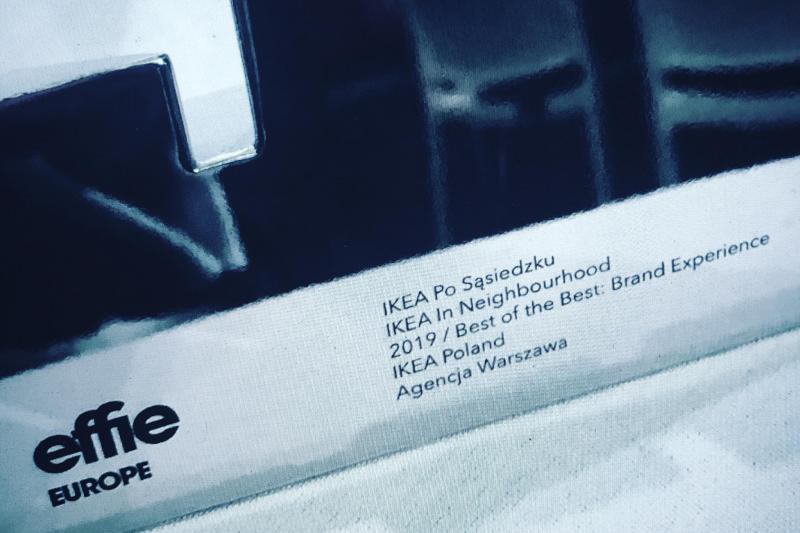 IKEA Po Sąsiedzku
IKEA In Neighbourhood
2019 / Best of the Best: Brand Experience
IKEA Poland
Agencja Warszawa
effie
EUROPE